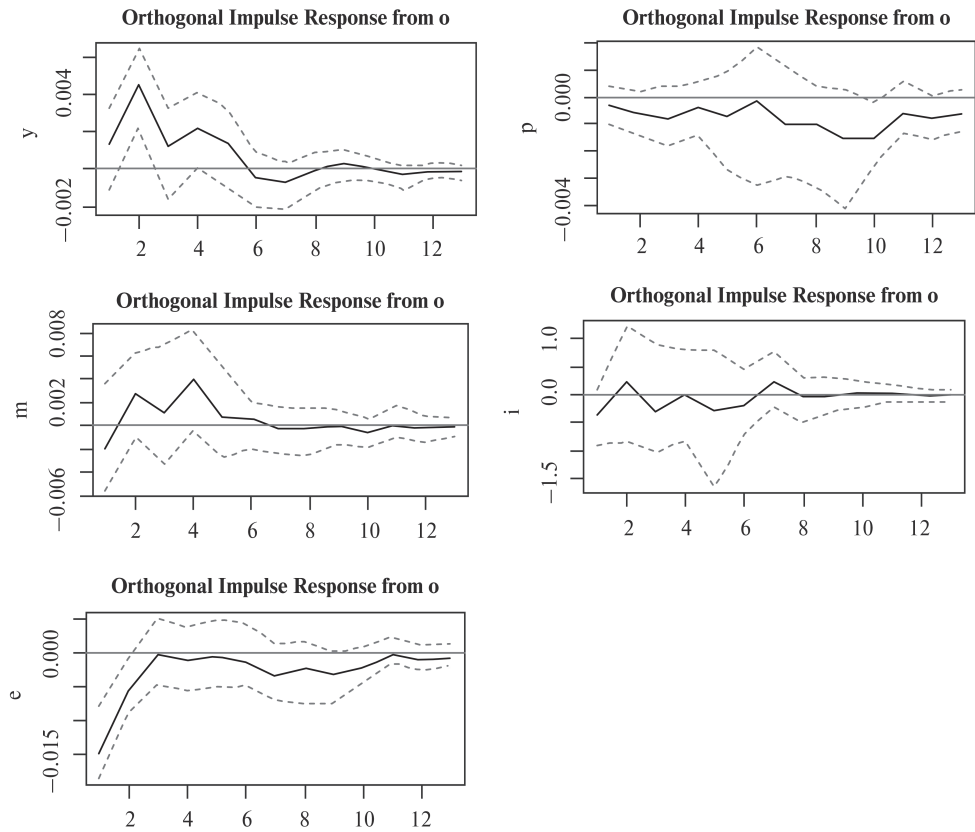 Orthogonal Impulse Response from o
y
0.004
−0.002
2 4 6 8 10 12
Orthogonal Impulse Response from o
p
0.000
−0.004
2 4 6 8 10 12
Orthogonal Impulse Response from o
m
0.008
0.002
−0.006
2 4 6 8 10 12
Orthogonal Impulse Response from o
i
1.0
0.0
−1.5
2 4 6 8 10 12
Orthogonal Impulse Response from o
e
0.000
−0.015
2 4 6 8 10 12